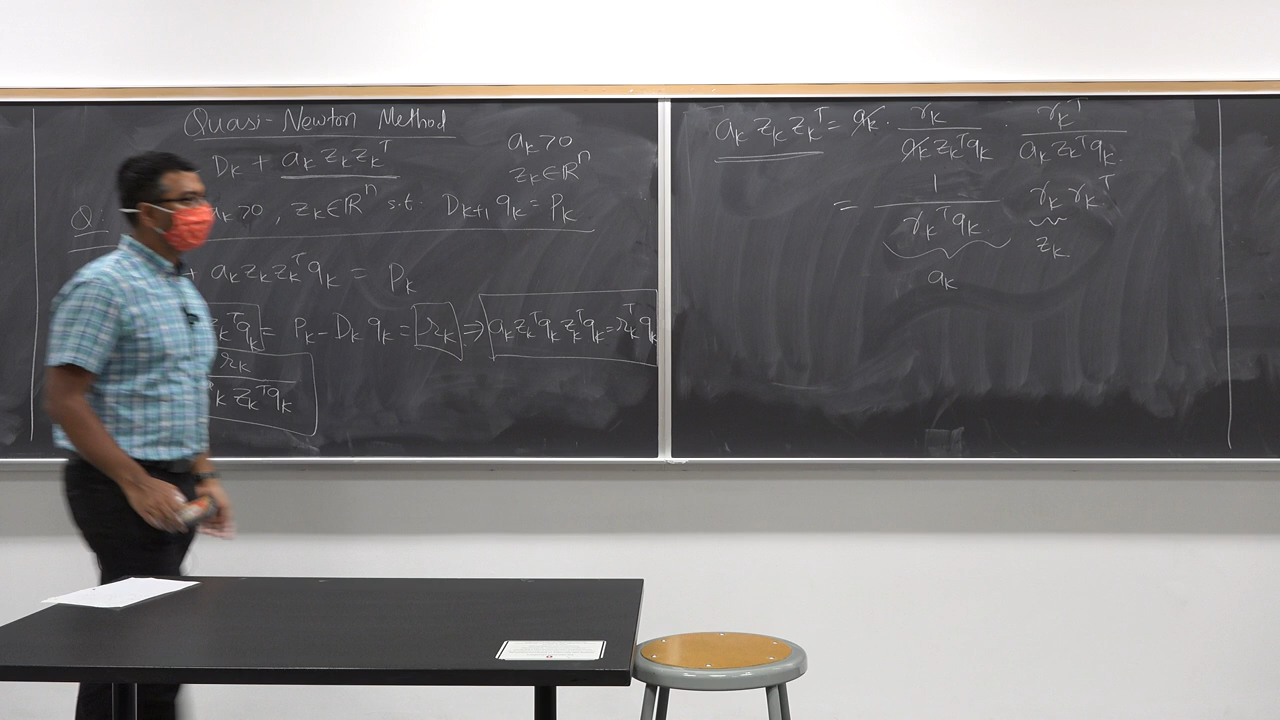 Quasi-Newton Method
D_k + a_k z_k z_k^T
a_k > 0
z_k ∈ ℝ^n
Q: a_k > 0, z_k ∈ ℝ^n s.t. D_{k+1} q_k = P_k
+ a_k z_k z_k^T q_k = P_k
z_k^T q_k = P_k - D_k q_k = r_k ⇒ a_k z_k^T q_k z_k^T q_k = r_k^T q_k
r_k
k z_k^T q_k
a_k z_k z_k^T = a_k · r_k / (a_k z_k^T q_k) · r_k^T / (a_k z_k^T q_k)
= 1 / (r_k^T q_k) r_k r_k^T
z_k
a_k